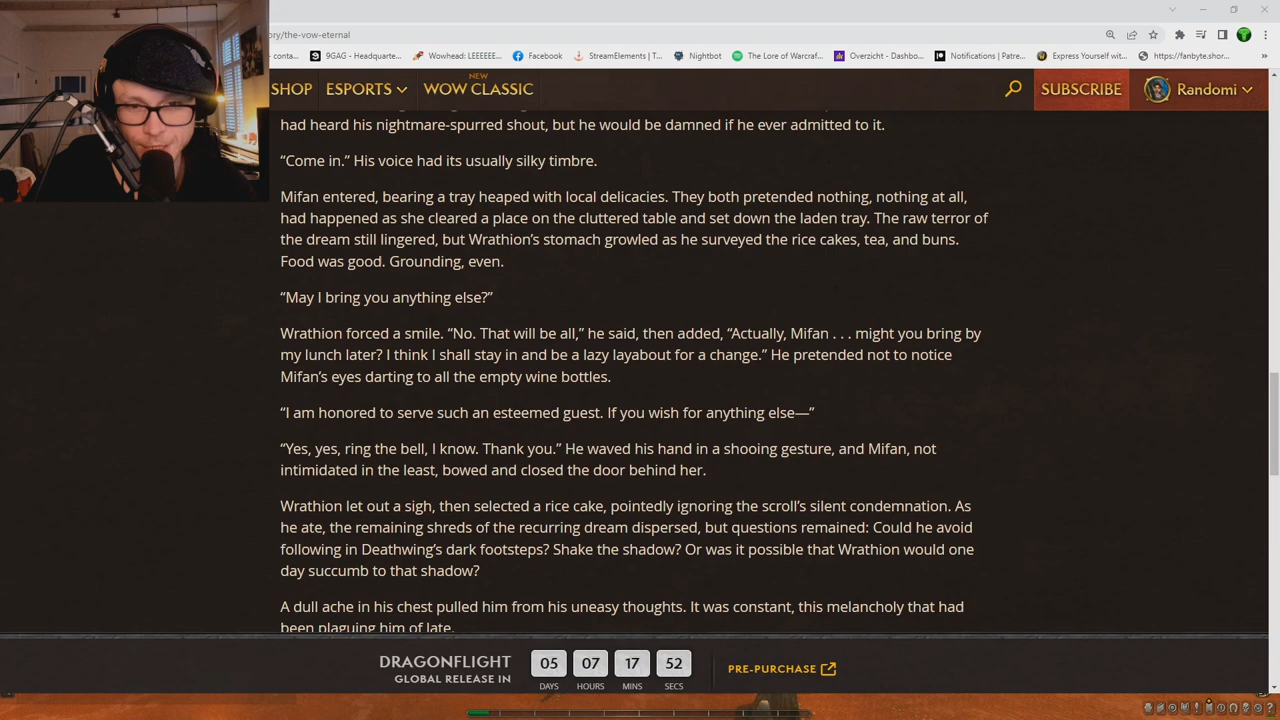 ory/the-vow-eternal
conta...
9GAG - Headquarte...
Wowhead: LEEEEEE...
Facebook
StreamElements | T...
Nightbot
The Lore of Warcraf...
Overzicht - Dashbo...
Notifications | Patre...
Express Yourself wit...
https://fanbyte.shor...
SHOP
ESPORTS
NEW
WOW CLASSIC
SUBSCRIBE
Randomi
had heard his nightmare-spurred shout, but he would be damned if he ever admitted to it.
“Come in.” His voice had its usually silky timbre.
Mifan entered, bearing a tray heaped with local delicacies. They both pretended nothing, nothing at all,
had happened as she cleared a place on the cluttered table and set down the laden tray. The raw terror of
the dream still lingered, but Wrathion’s stomach growled as he surveyed the rice cakes, tea, and buns.
Food was good. Grounding, even.
“May I bring you anything else?”
Wrathion forced a smile. “No. That will be all,” he said, then added, “Actually, Mifan . . . might you bring by
my lunch later? I think I shall stay in and be a lazy layabout for a change.” He pretended not to notice
Mifan’s eyes darting to all the empty wine bottles.
“I am honored to serve such an esteemed guest. If you wish for anything else—”
“Yes, yes, ring the bell, I know. Thank you.” He waved his hand in a shooing gesture, and Mifan, not
intimidated in the least, bowed and closed the door behind her.
Wrathion let out a sigh, then selected a rice cake, pointedly ignoring the scroll’s silent condemnation. As
he ate, the remaining shreds of the recurring dream dispersed, but questions remained: Could he avoid
following in Deathwing’s dark footsteps? Shake the shadow? Or was it possible that Wrathion would one
day succumb to that shadow?
A dull ache in his chest pulled him from his uneasy thoughts. It was constant, this melancholy that had
been plaguing him of late.
DRAGONFLIGHT
GLOBAL RELEASE IN
05
07
17
52
DAYS
HOURS
MINS
SECS
PRE-PURCHASE